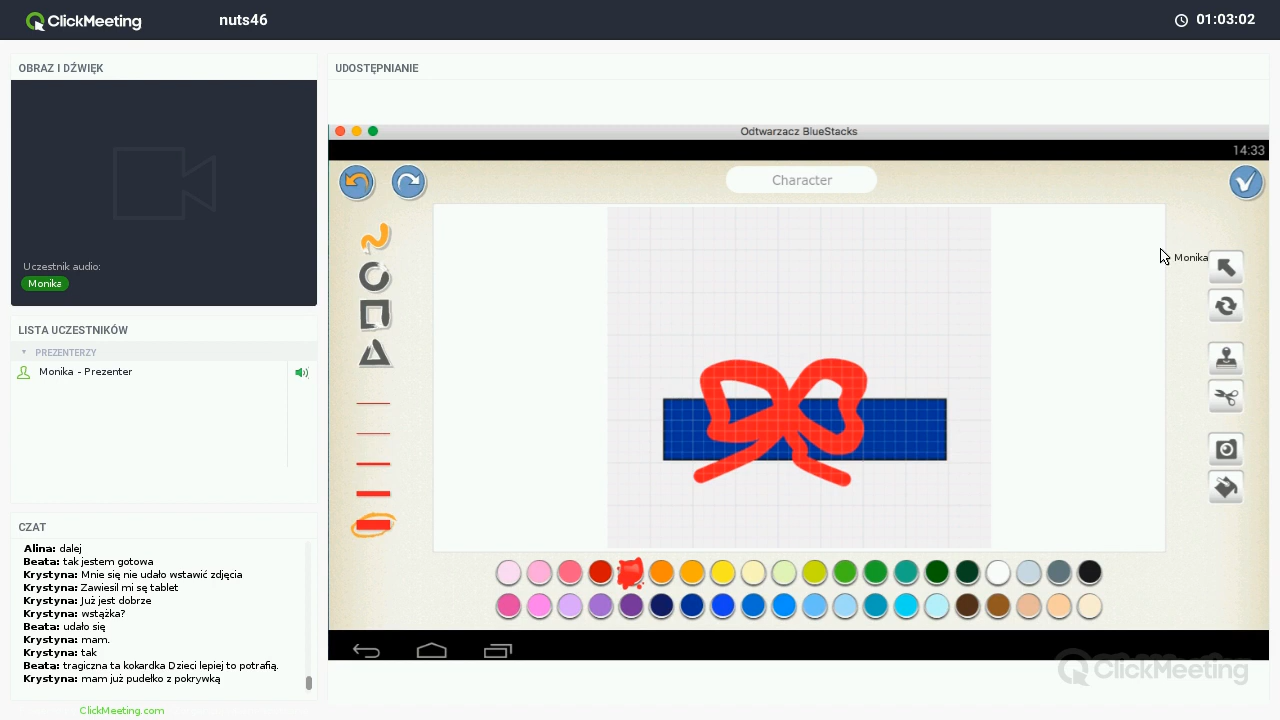 ClickMeeting
nuts46
01:03:02
OBRAZ I DŹWIĘK
Uczestnik audio:
Monika
LISTA UCZESTNIKÓW
PREZENTERZY
Monika - Prezenter
CZAT
Alina: dalej
Beata: tak jestem gotowa
Krystyna: Mnie się nie udało wstawić zdjęcia
Krystyna: Zawiesil mi sę tablet
Krystyna: Już jest dobrze
Krystyna: wstążka?
Beata: udało się
Krystyna: mam.
Krystyna: tak
Beata: tragiczna ta kokardka Dzieci lepiej to potrafią.
Krystyna: mam już pudełko z pokrywką
ClickMeeting.com
UDOSTĘPNIANIE
Odtwarzacz BlueStacks
14:33
Character
Monika
ClickMeeting